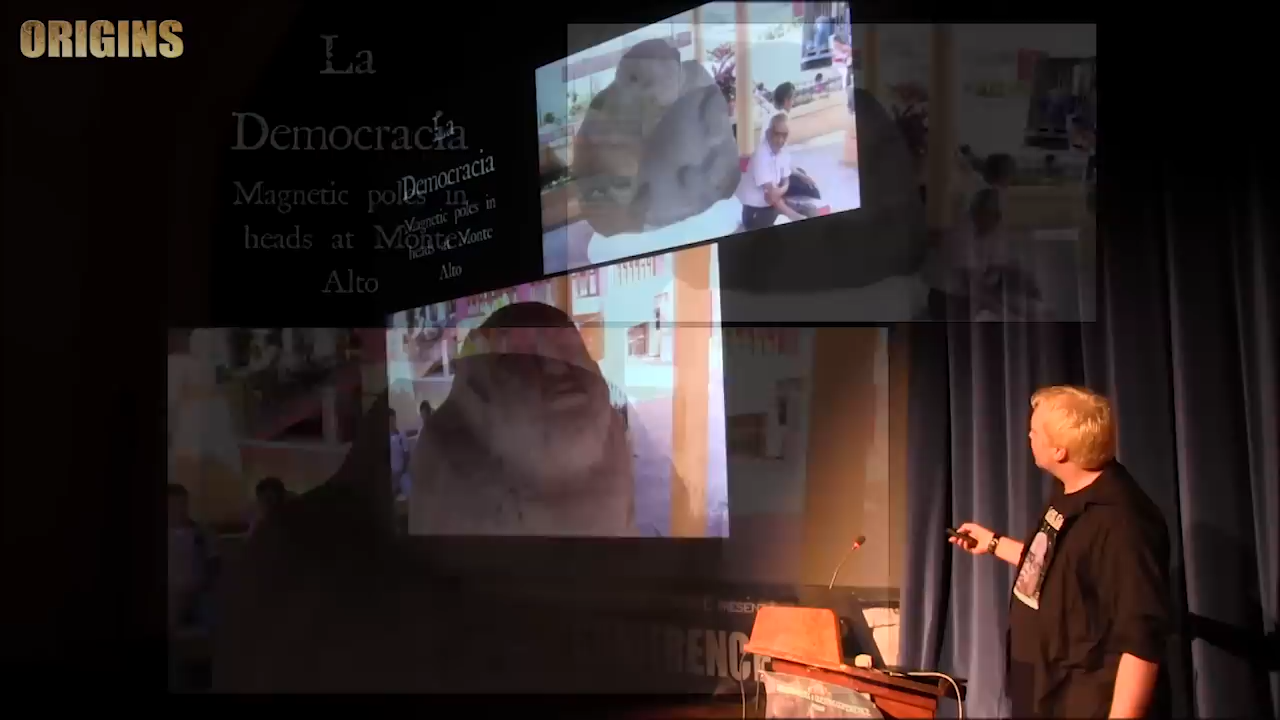 ORIGINS
La
Democracia
Magnetic poles in
heads at Monte
Alto
La
Democracia
Magnetic poles in
heads at Monte
Alto